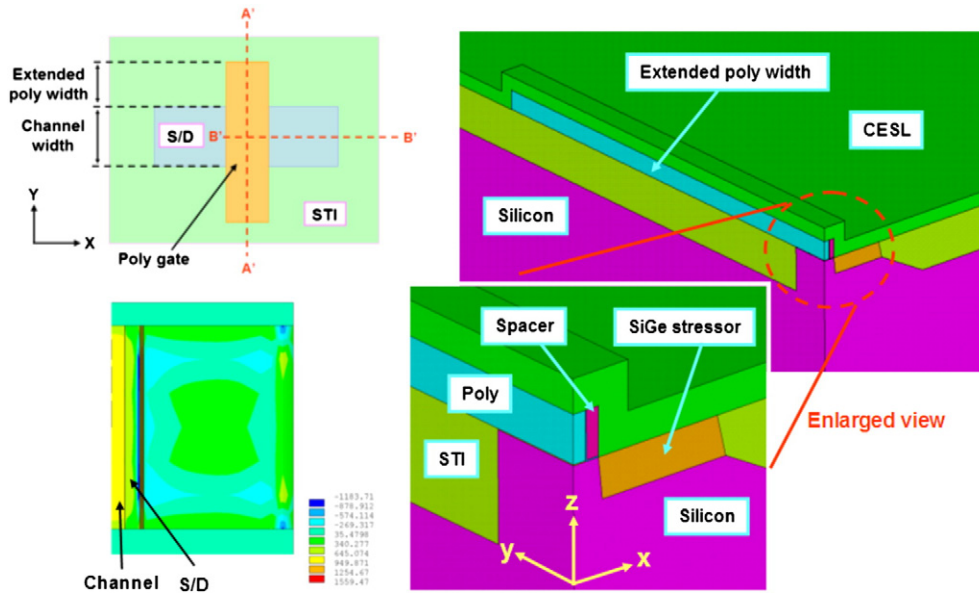 A'
Extended
poly width
Channel
width
S/D
B'
B'
STI
Y
X
Poly gate
A'
Extended poly width
CESL
Silicon
Spacer
SiGe stressor
Poly
STI
Enlarged view
Silicon
z
y
x
-1183.71
-878.912
-574.114
-269.317
35.4798
340.277
645.074
949.871
1254.67
1559.47
Channel
S/D